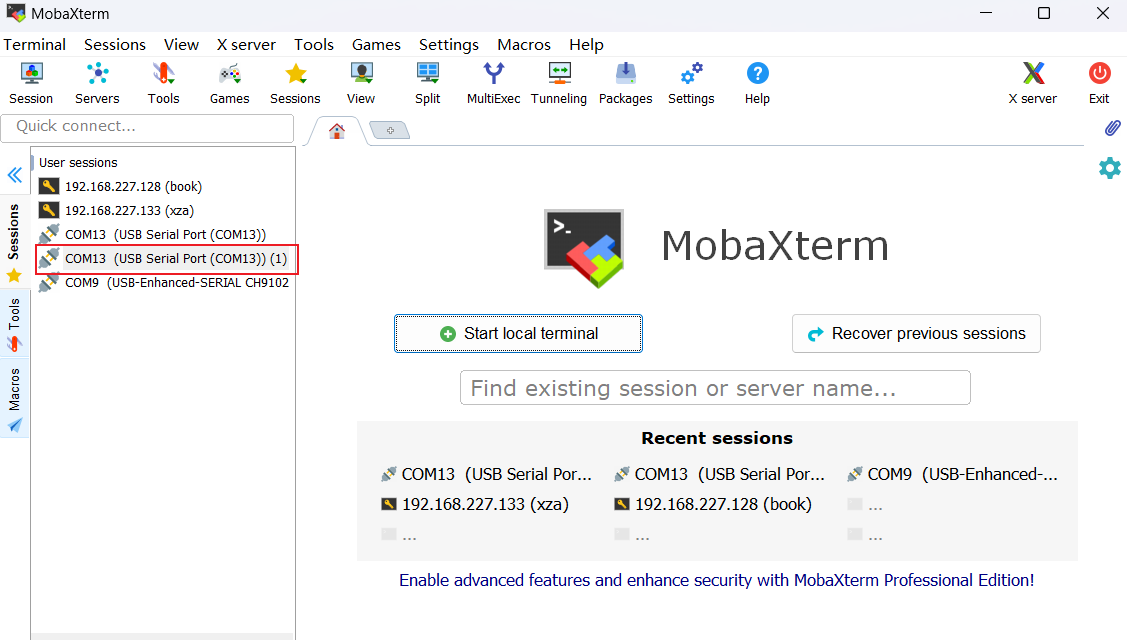 MobaXterm
Terminal Sessions View X server Tools Games Settings Macros Help
Session Servers Tools Games Sessions View Split MultiExec Tunneling Packages Settings Help X server Exit
Quick connect...
User sessions
192.168.227.128 (book)
192.168.227.133 (xza)
COM13 (USB Serial Port (COM13))
COM13 (USB Serial Port (COM13)) (1)
COM9 (USB-Enhanced-SERIAL CH9102
Sessions
Tools
Macros
>_
MobaXterm
Start local terminal
Recover previous sessions
Find existing session or server name...
Recent sessions
COM13 (USB Serial Por... COM13 (USB Serial Por... COM9 (USB-Enhanced-...
192.168.227.133 (xza) 192.168.227.128 (book) ...
... ... ...
Enable advanced features and enhance security with MobaXterm Professional Edition!